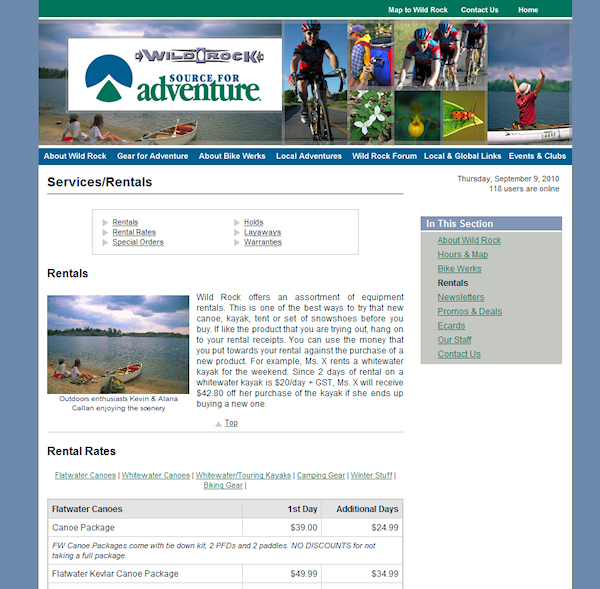 Map to Wild Rock Contact Us Home
WILD ROCK
SOURCE FOR
adventure.
About Wild Rock Gear for Adventure About Bike Werks Local Adventures Wild Rock Forum Local & Global Links Events & Clubs
Services/Rentals
Thursday, September 9, 2010
118 users are online
Rentals
Rental Rates
Special Orders
Holds
Layaways
Warranties
In This Section
About Wild Rock
Hours & Map
Bike Werks
Rentals
Newsletters
Promos & Deals
Ecards
Our Staff
Contact Us
Rentals
Wild Rock offers an assortment of equipment
rentals. This is one of the best ways to try that new
canoe, kayak, tent or set of snowshoes before you
buy. If like the product that you are trying out, hang on
to your rental receipts. You can use the money that
you put towards your rental against the purchase of a
new product. For example, Ms. X rents a whitewater
kayak for the weekend. Since 2 days of rental on a
whitewater kayak is $20/day + GST, Ms. X will receive
$42.80 off her purchase of the kayak if she ends up
buying a new one.
Outdoors enthusiasts Kevin & Alana
Callan enjoying the scenery
Top
Rental Rates
Flatwater Canoes | Whitewater Canoes | Whitewater/Touring Kayaks | Camping Gear | Winter Stuff |
Biking Gear |
Flatwater Canoes 1st Day Additional Days
Canoe Package $39.00 $24.99
FW Canoe Packages come with tie down kit, 2 PFDs and 2 paddles. NO DISCOUNTS for not
taking a full package.
Flatwater Kevlar Canoe Package $49.99 $34.99